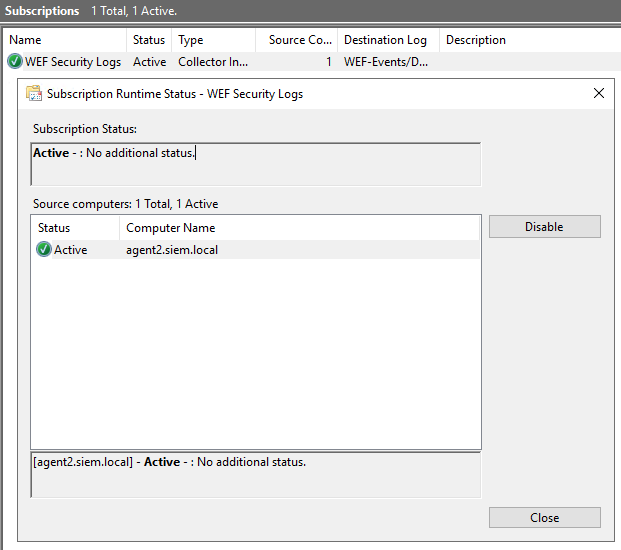 Subscriptions 1 Total, 1 Active.
Name Status Type Source Co... Destination Log Description
WEF Security Logs Active Collector In... 1 WEF-Events/D...
Subscription Runtime Status - WEF Security Logs
Subscription Status:
Active - : No additional status.
Source computers: 1 Total, 1 Active
Status Computer Name
Disable
Active agent2.siem.local
[agent2.siem.local] - Active - : No additional status.
Close